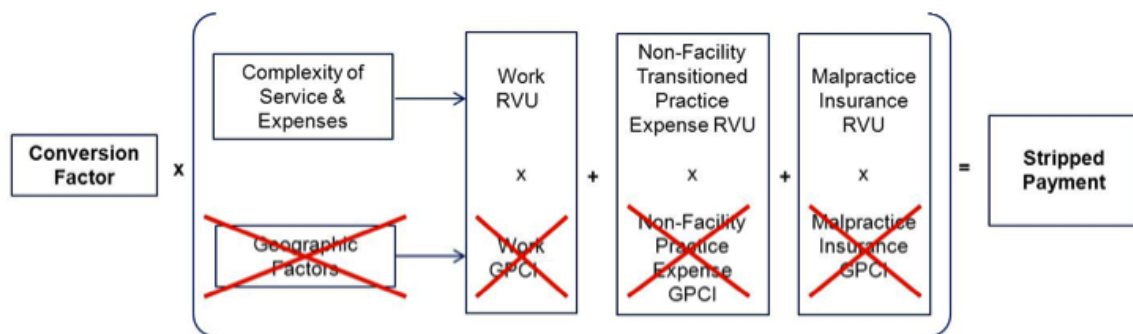 Conversion
Factor
x
Complexity of
Service &
Expenses
Geographic
Factors
Work
RVU
x
Work
GPCI
+
Non-Facility
Transitioned
Practice
Expense RVU
x
Non-Facility
Practice
Expense
GPCI
+
Malpractice
Insurance
RVU
x
Malpractice
Insurance
GPCI
=
Stripped
Payment